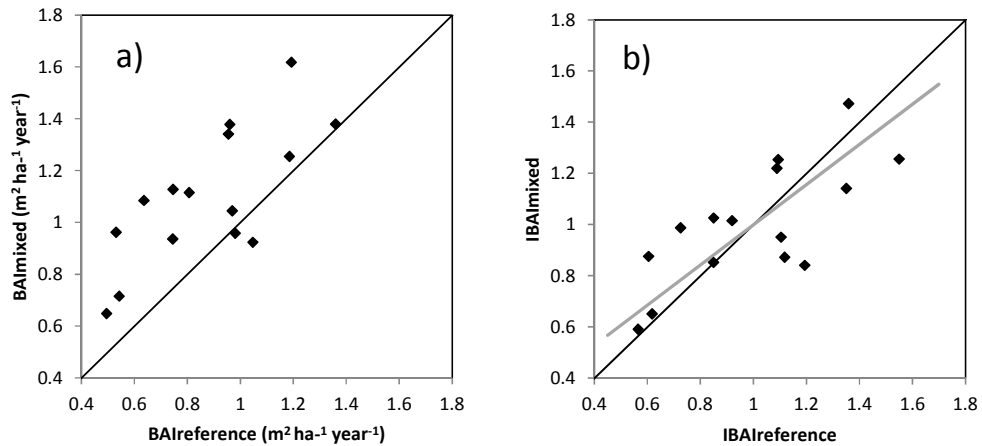 a)
1.8
1.6
1.4
1.2
1
0.8
0.6
0.4
BAImixed (m² ha-¹ year-¹)
0.4 0.6 0.8 1 1.2 1.4 1.6 1.8
BAIreference (m² ha-¹ year-¹)
b)
1.8
1.6
1.4
1.2
1
0.8
0.6
0.4
IBAImixed
0.4 0.6 0.8 1 1.2 1.4 1.6 1.8
IBAIreference